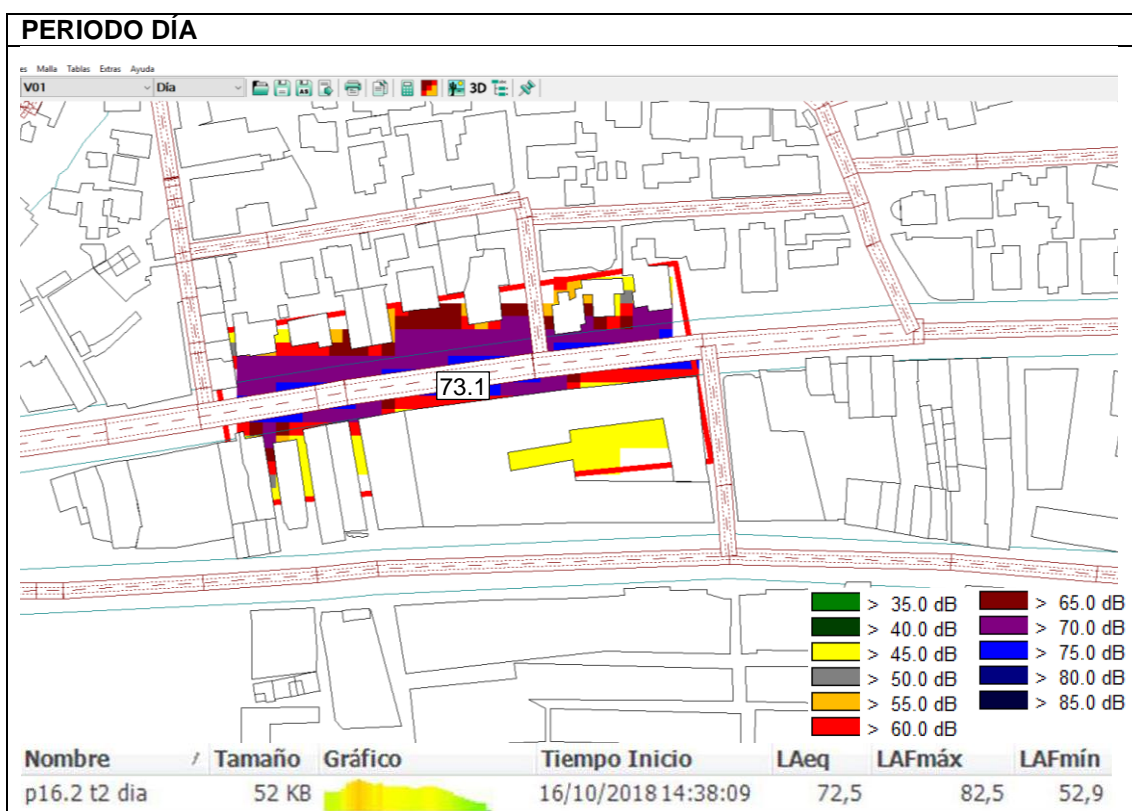 PERIODO DÍA
es Malla Tablas Extras Ayuda
V01 Día 3D
73.1
> 35.0 dB > 65.0 dB
> 40.0 dB > 70.0 dB
> 45.0 dB > 75.0 dB
> 50.0 dB > 80.0 dB
> 55.0 dB > 85.0 dB
> 60.0 dB
Nombre / Tamaño Gráfico Tiempo Inicio LAeq LAFmáx LAFmín
p16.2 t2 dia 52 KB 16/10/2018 14:38:09 72,5 82,5 52,9